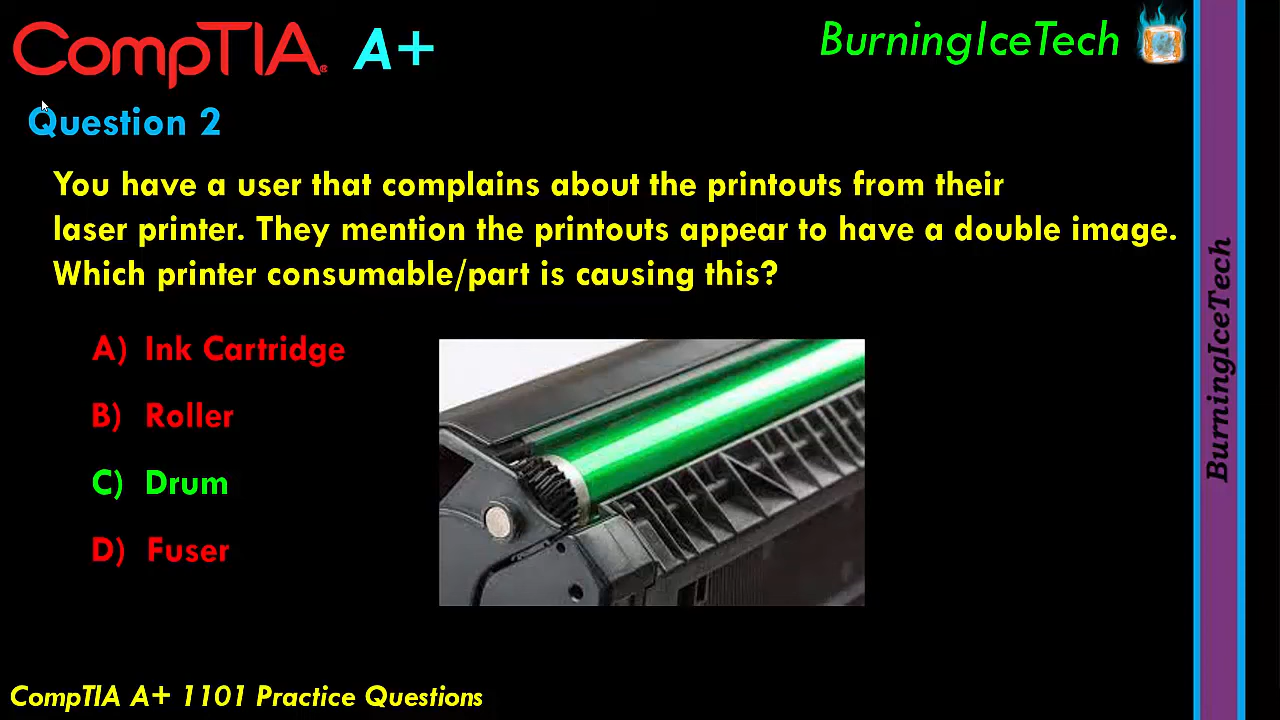 CompTIA® A+
BurningIceTech
Question 2
You have a user that complains about the printouts from their
laser printer. They mention the printouts appear to have a double image.
Which printer consumable/part is causing this?
A) Ink Cartridge
B) Roller
C) Drum
D) Fuser
CompTIA A+ 1101 Practice Questions
BurningIceTech